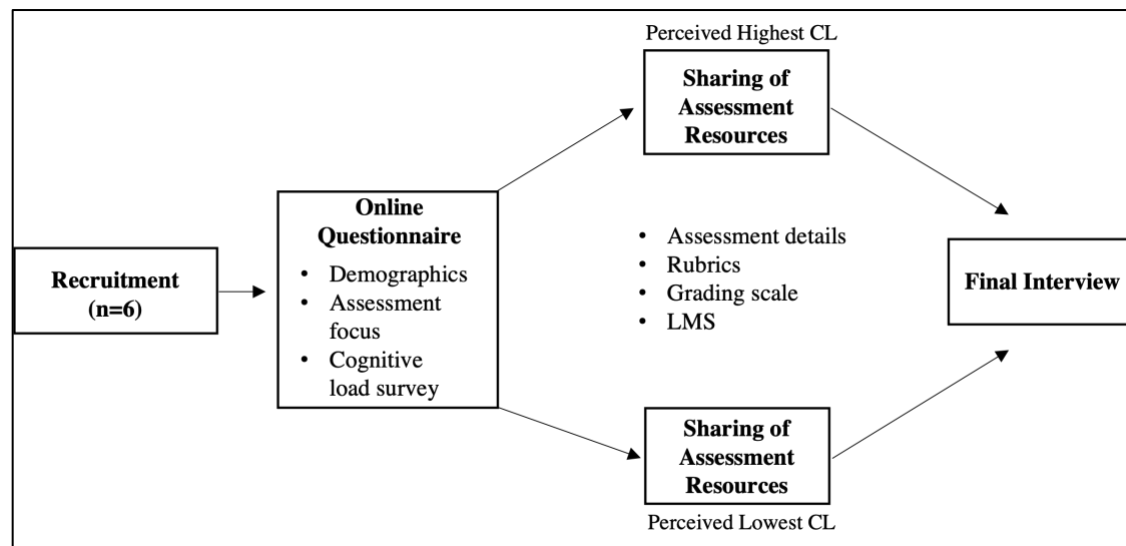 Recruitment
(n=6)
Online
Questionnaire
• Demographics
• Assessment
focus
• Cognitive
load survey
Perceived Highest CL
Sharing of
Assessment
Resources
• Assessment details
• Rubrics
• Grading scale
• LMS
Sharing of
Assessment
Resources
Perceived Lowest CL
Final Interview